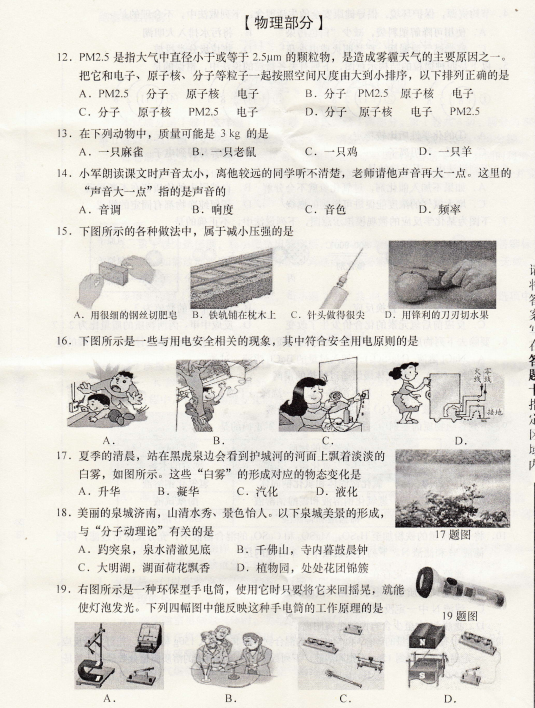 【物理部分】
12．PM2.5 是指大气中直径小于或等于 2.5μm 的颗粒物，是造成雾霾天气的主要原因之一。
把它和电子、原子核、分子等粒子一起按照空间尺度由大到小排序，以下排列正确的是
A．PM2.5 分子 原子核 电子 B．分子 PM2.5 原子核 电子
C．分子 原子核 PM2.5 电子 D．分子 原子核 电子 PM2.5
13．在下列动物中，质量可能是 3 kg 的是
A．一只麻雀 B．一只老鼠 C．一只鸡 D．一只羊
14．小军朗读课文时声音太小，离他较远的同学听不清楚，老师请他声音再大一点。这里的
“声音大一点”指的是声音的
A．音调 B．响度 C．音色 D．频率
15．下图所示的各种做法中，属于减小压强的是
A．用很细的钢丝切肥皂 B．铁轨铺在枕木上 C．针头做得很尖 D．用锋利的刀刃切水果
16．下图所示是一些与用电安全相关的现象，其中符合安全用电原则的是
火线 零线
接地
A． B． C． D．
17．夏季的清晨，站在黑虎泉边会看到护城河的河面上飘着淡淡的
白雾，如图所示。这些“白雾”的形成对应的物态变化是
A．升华 B．凝华 C．汽化 D．液化
17 题图
18．美丽的泉城济南，山清水秀、景色怡人。以下泉城美景的形成，
与“分子动理论”有关的是
A．趵突泉，泉水清澈见底 B．千佛山，寺内暮鼓晨钟
C．大明湖，湖面荷花飘香 D．植物园，处处花团锦簇
19．右图所示是一种环保型手电筒，使用它时只要将它来回摇晃，就能
使灯泡发光。下列四幅图中能反映这种手电筒的工作原理的是
19 题图
N
S
A． B． C． D．
请将答案写在答题卡指定区域内